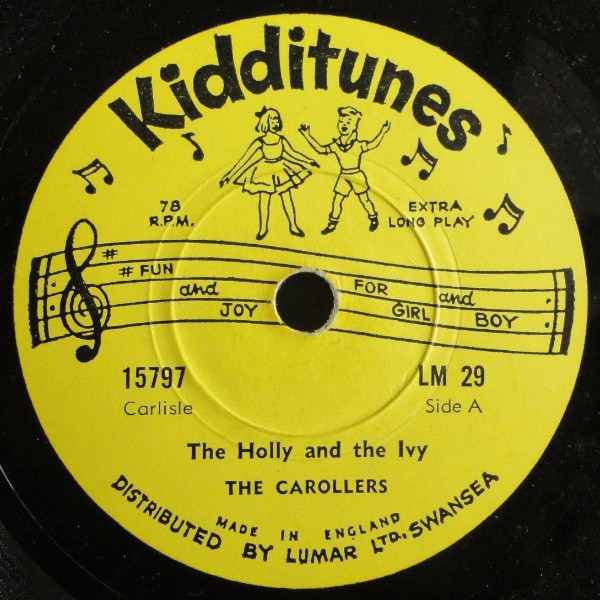 Kidditunes
78
R.P.M.
EXTRA
LONG PLAY
FUN and JOY FOR GIRL and BOY
15797
Carlisle
LM 29
Side A
The Holly and the Ivy
THE CAROLLERS
MADE IN ENGLAND
DISTRIBUTED BY LUMAR LTD, SWANSEA